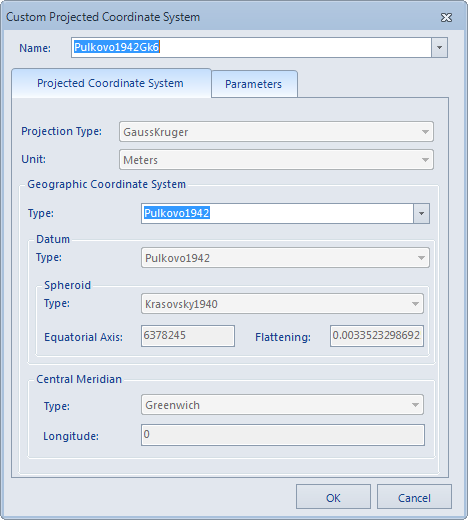 Custom Projected Coordinate System
Name: Pulkovo1942Gk6
Projected Coordinate System Parameters
Projection Type: GaussKruger
Unit: Meters
Geographic Coordinate System
Type: Pulkovo1942
Datum
Type: Pulkovo1942
Spheroid
Type: Krasovsky1940
Equatorial Axis: 6378245 Flattening: 0.0033523298692
Central Meridian
Type: Greenwich
Longitude: 0
OK Cancel